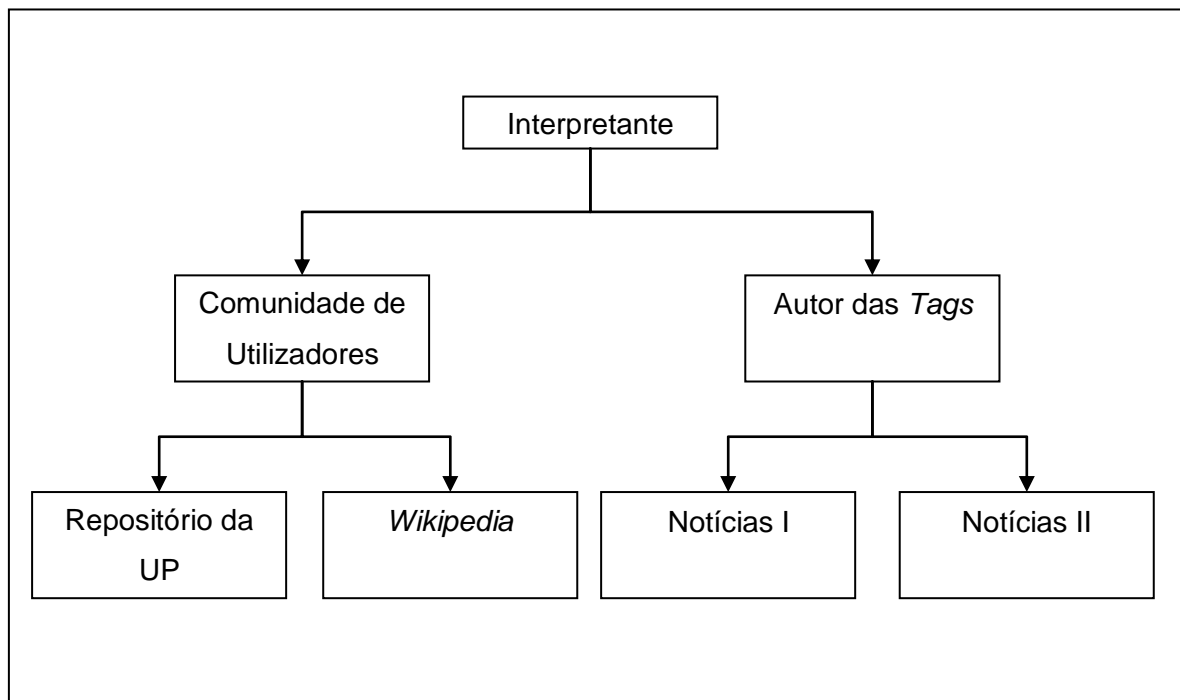 Interpretante
Comunidade de
Utilizadores
Autor das Tags
Repositório da
UP
Wikipedia
Notícias I
Notícias II